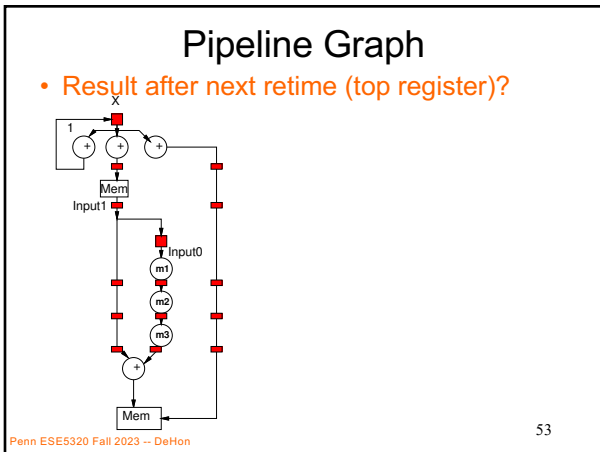 Pipeline Graph
• Result after next retime (top register)?
X
1
+ + +
Mem
Input1
Input0
m1
m2
m3
+
Mem
Penn ESE5320 Fall 2023 -- DeHon
53